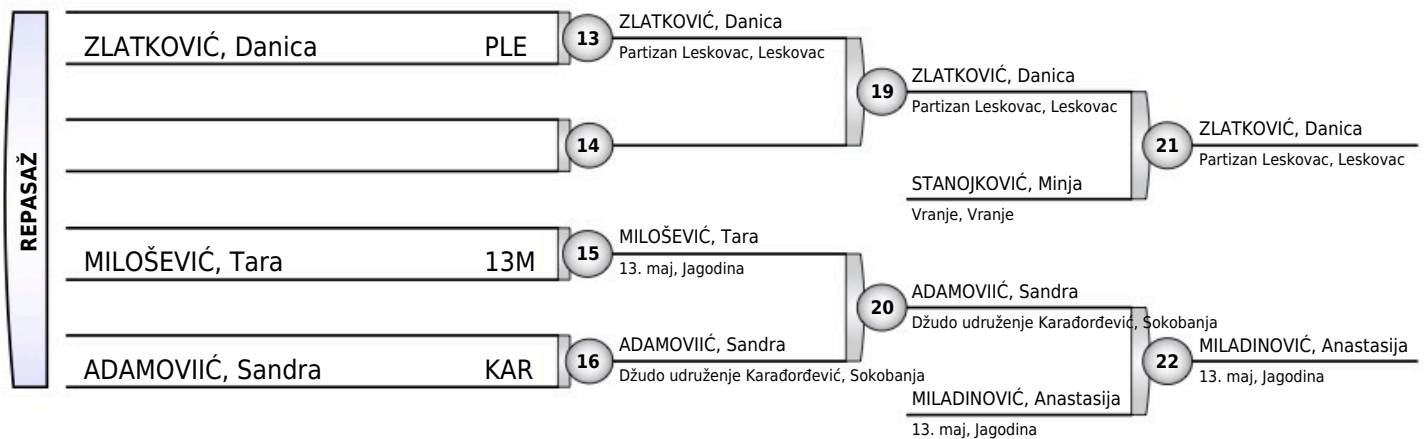 REPASAŽ
ZLATKOVIĆ, Danica PLE
13
ZLATKOVIĆ, Danica
Partizan Leskovac, Leskovac
14
19
ZLATKOVIĆ, Danica
Partizan Leskovac, Leskovac
STANOJKOVIĆ, Minja
Vranje, Vranje
21
ZLATKOVIĆ, Danica
Partizan Leskovac, Leskovac
MILOŠEVIĆ, Tara 13M
15
MILOŠEVIĆ, Tara
13. maj, Jagodina
ADAMOVIIĆ, Sandra KAR
16
ADAMOVIIĆ, Sandra
Džudo udruženje Karađorđević, Sokobanja
20
ADAMOVIIĆ, Sandra
Džudo udruženje Karađorđević, Sokobanja
MILADINOVIĆ, Anastasija
13. maj, Jagodina
22
MILADINOVIĆ, Anastasija
13. maj, Jagodina